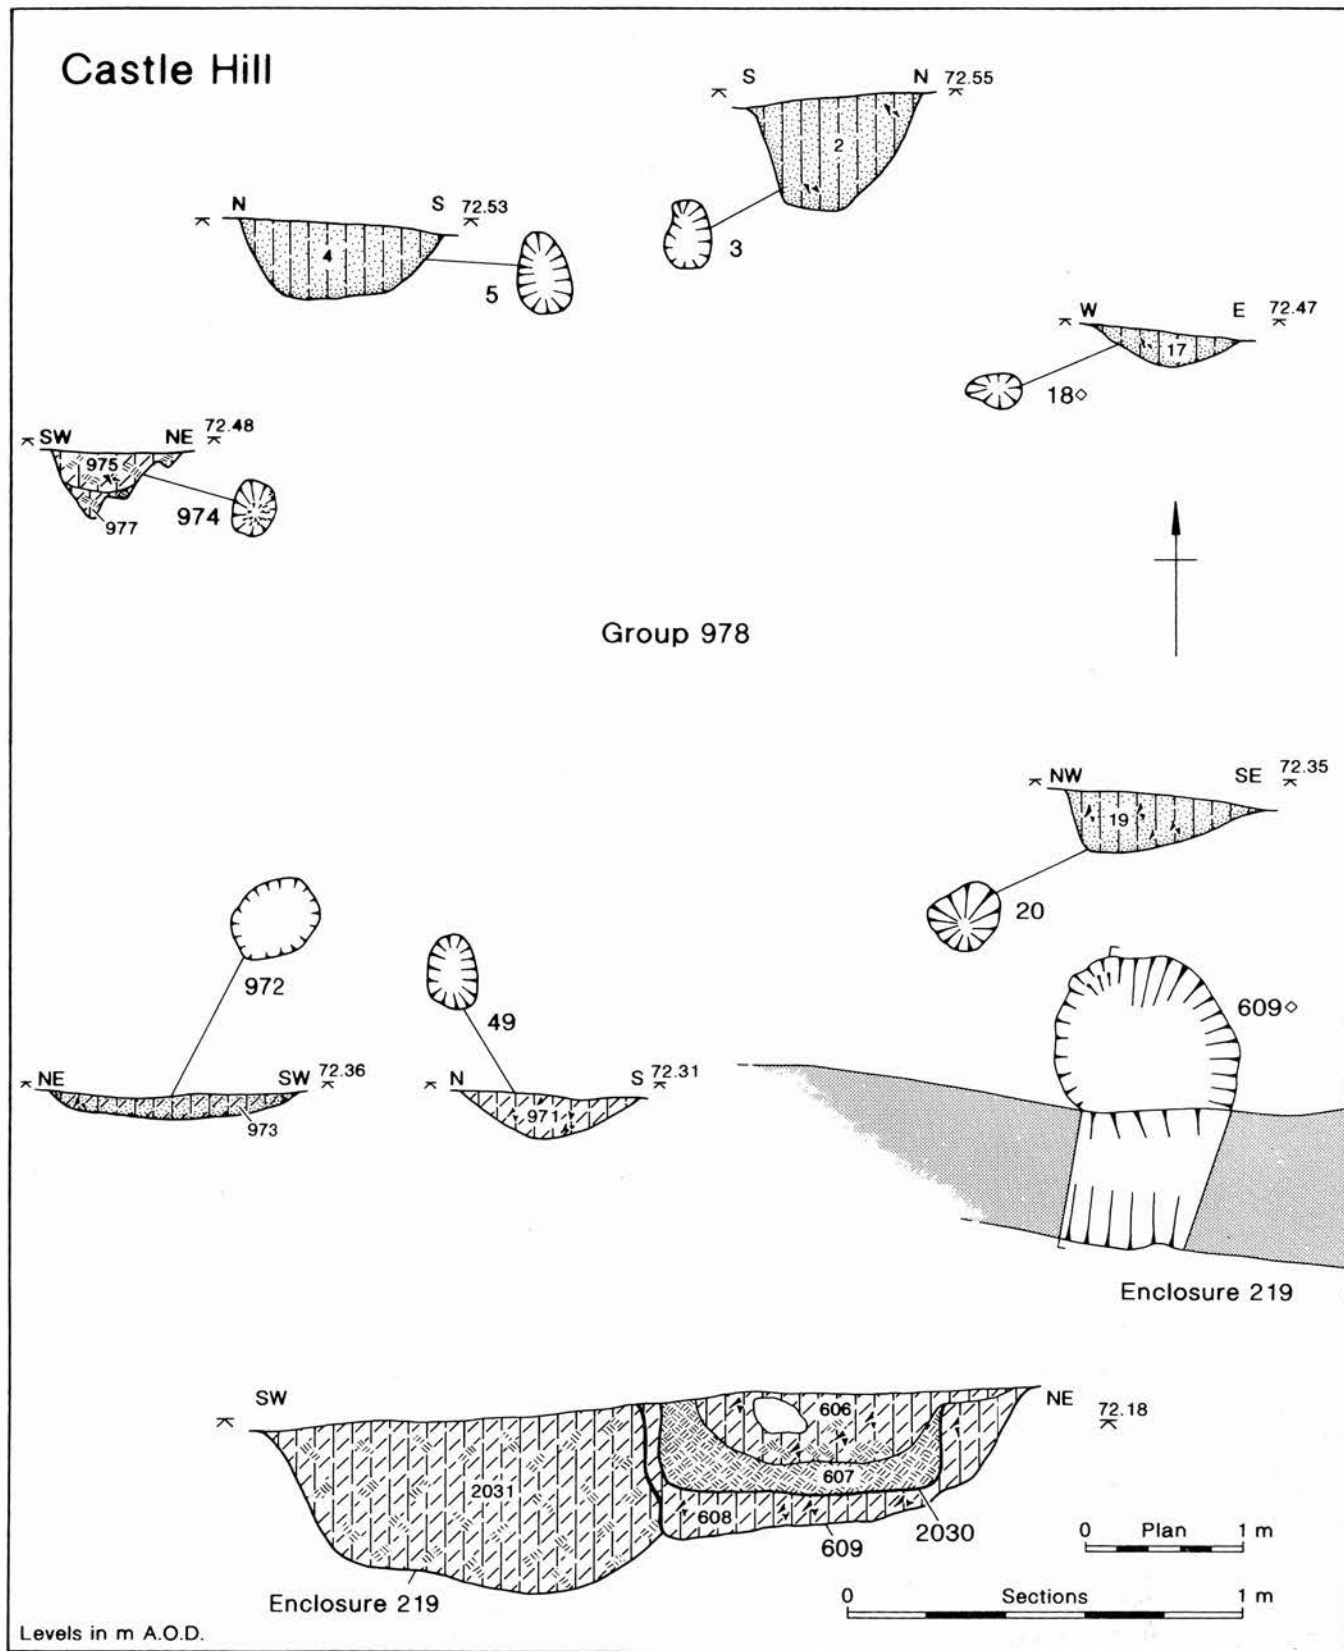 Castle Hill
S N 72.55
2
3
N S 72.53
4
5
W E 72.47
17
18◇
SW NE 72.48
975
977
974
Group 978
NW SE 72.35
19
20
972
49
609◇
NE SW 72.36
973
N S 72.31
971
Enclosure 219
SW NE 72.18
606
607
2031
608
609
2030
Enclosure 219
0 Plan 1 m
0 Sections 1 m
Levels in m A.O.D.